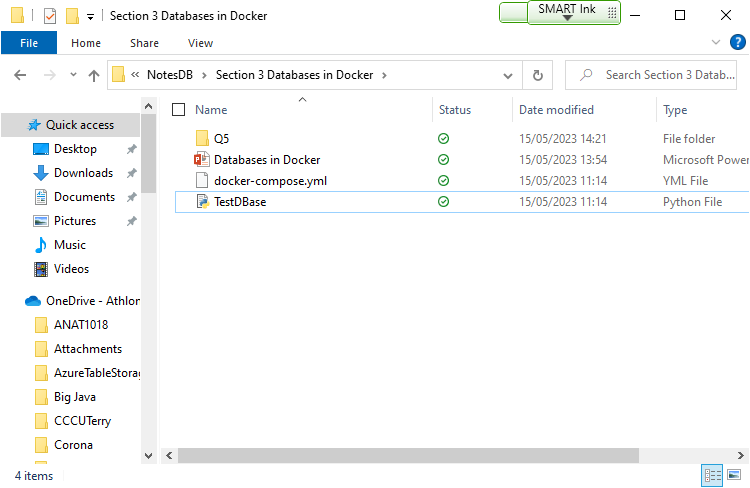 Section 3 Databases in Docker
SMART Ink
File Home Share View
« NotesDB > Section 3 Databases in Docker >
Search Section 3 Datab...
Name Status Date modified Type
Quick access
Desktop
Downloads
Documents
Pictures
Music
Videos
OneDrive - Athlon
ANAT1018
Attachments
AzureTableStorag
Big Java
CCCUTerry
Corona
Q5 15/05/2023 14:21 File folder
Databases in Docker 15/05/2023 13:54 Microsoft Power
docker-compose.yml 15/05/2023 11:14 YML File
TestDBase 15/05/2023 11:14 Python File
4 items